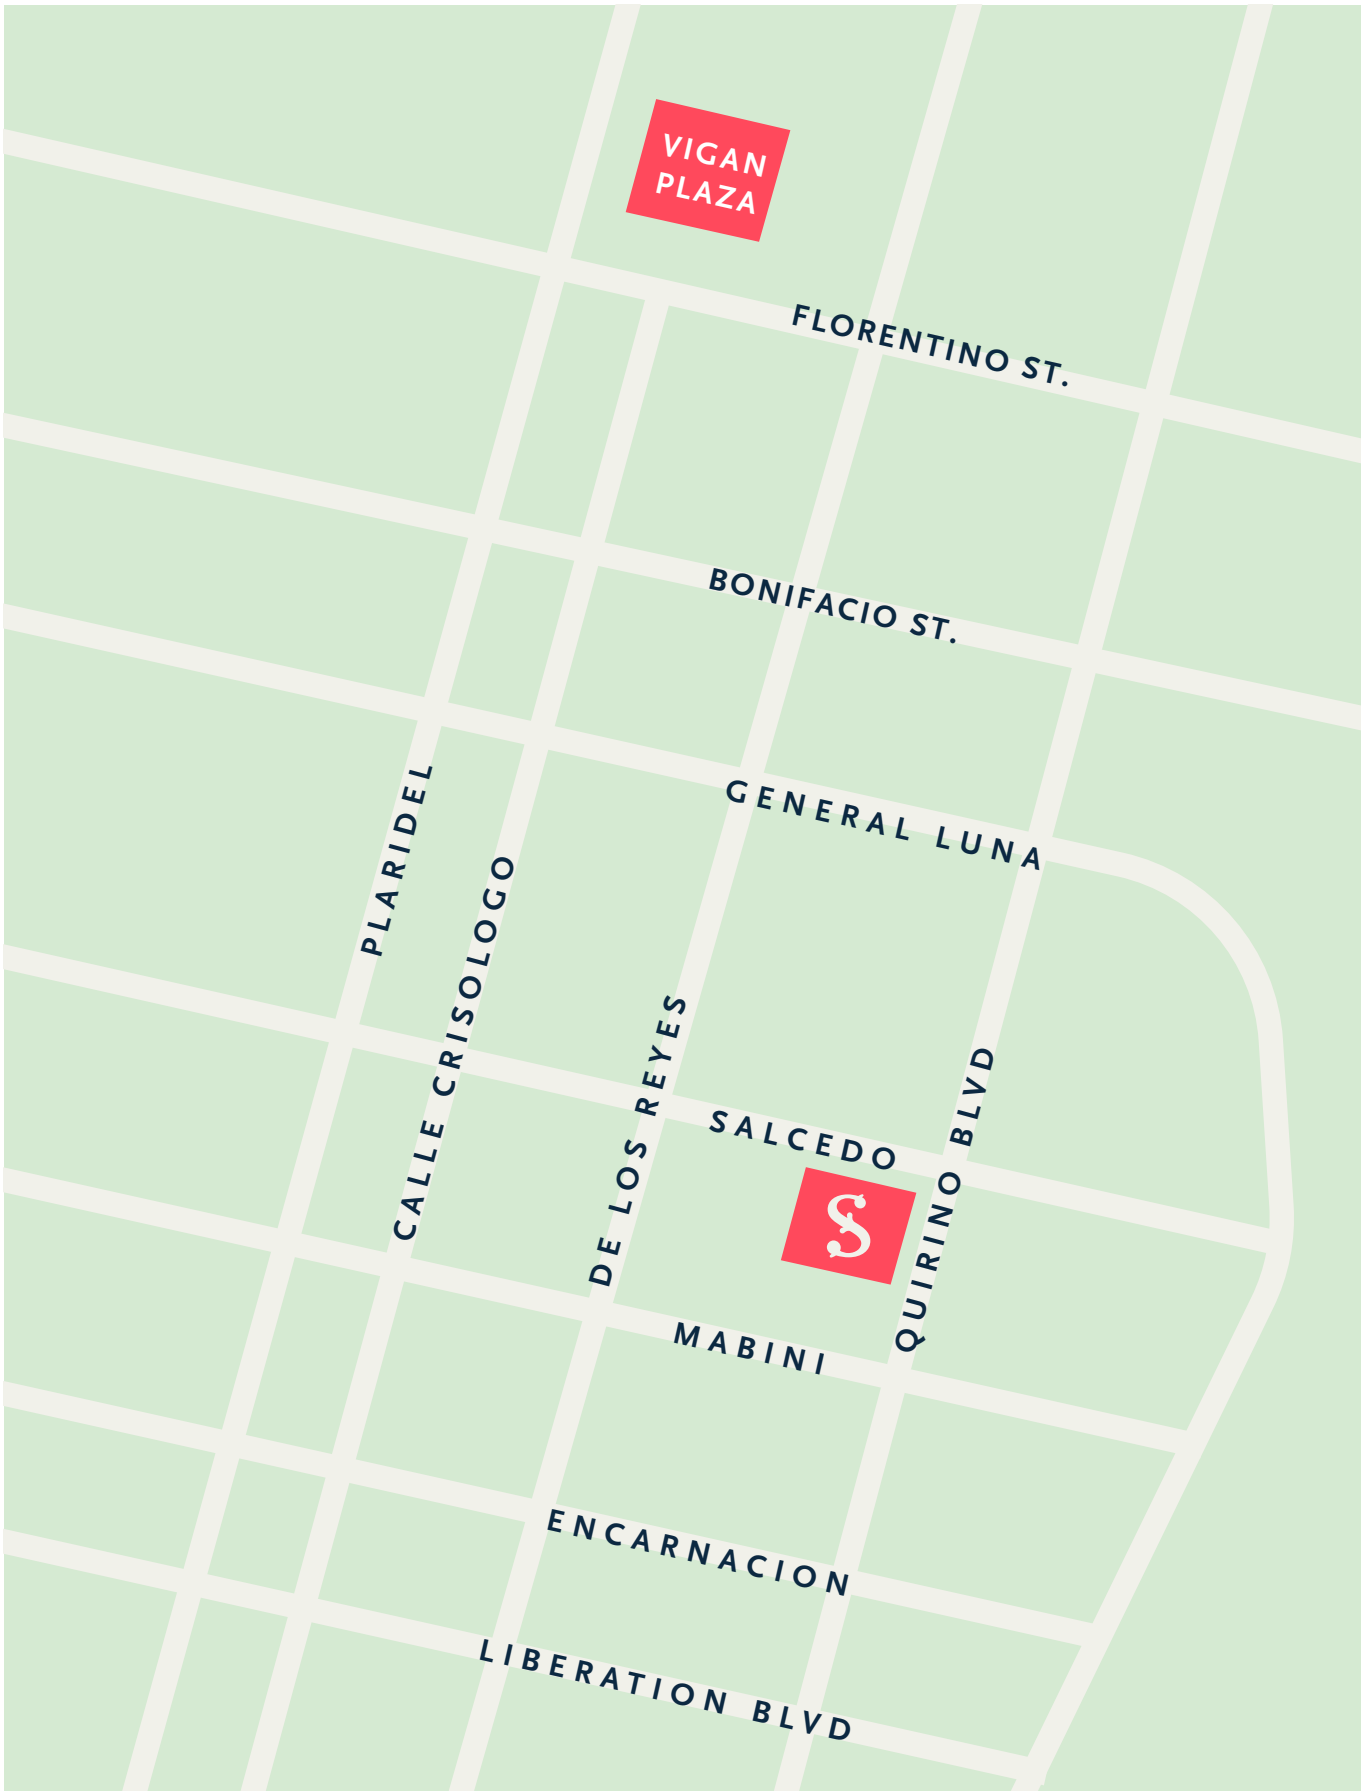 VIGAN
PLAZA
FLORENTINO ST.
BONIFACIO ST.
GENERAL LUNA
PLARIDEL
CALLE CRISOLOGO
DE LOS REYES
QUIRINO BLVD
SALCEDO
S
MABINI
ENCARNACION
LIBERATION BLVD